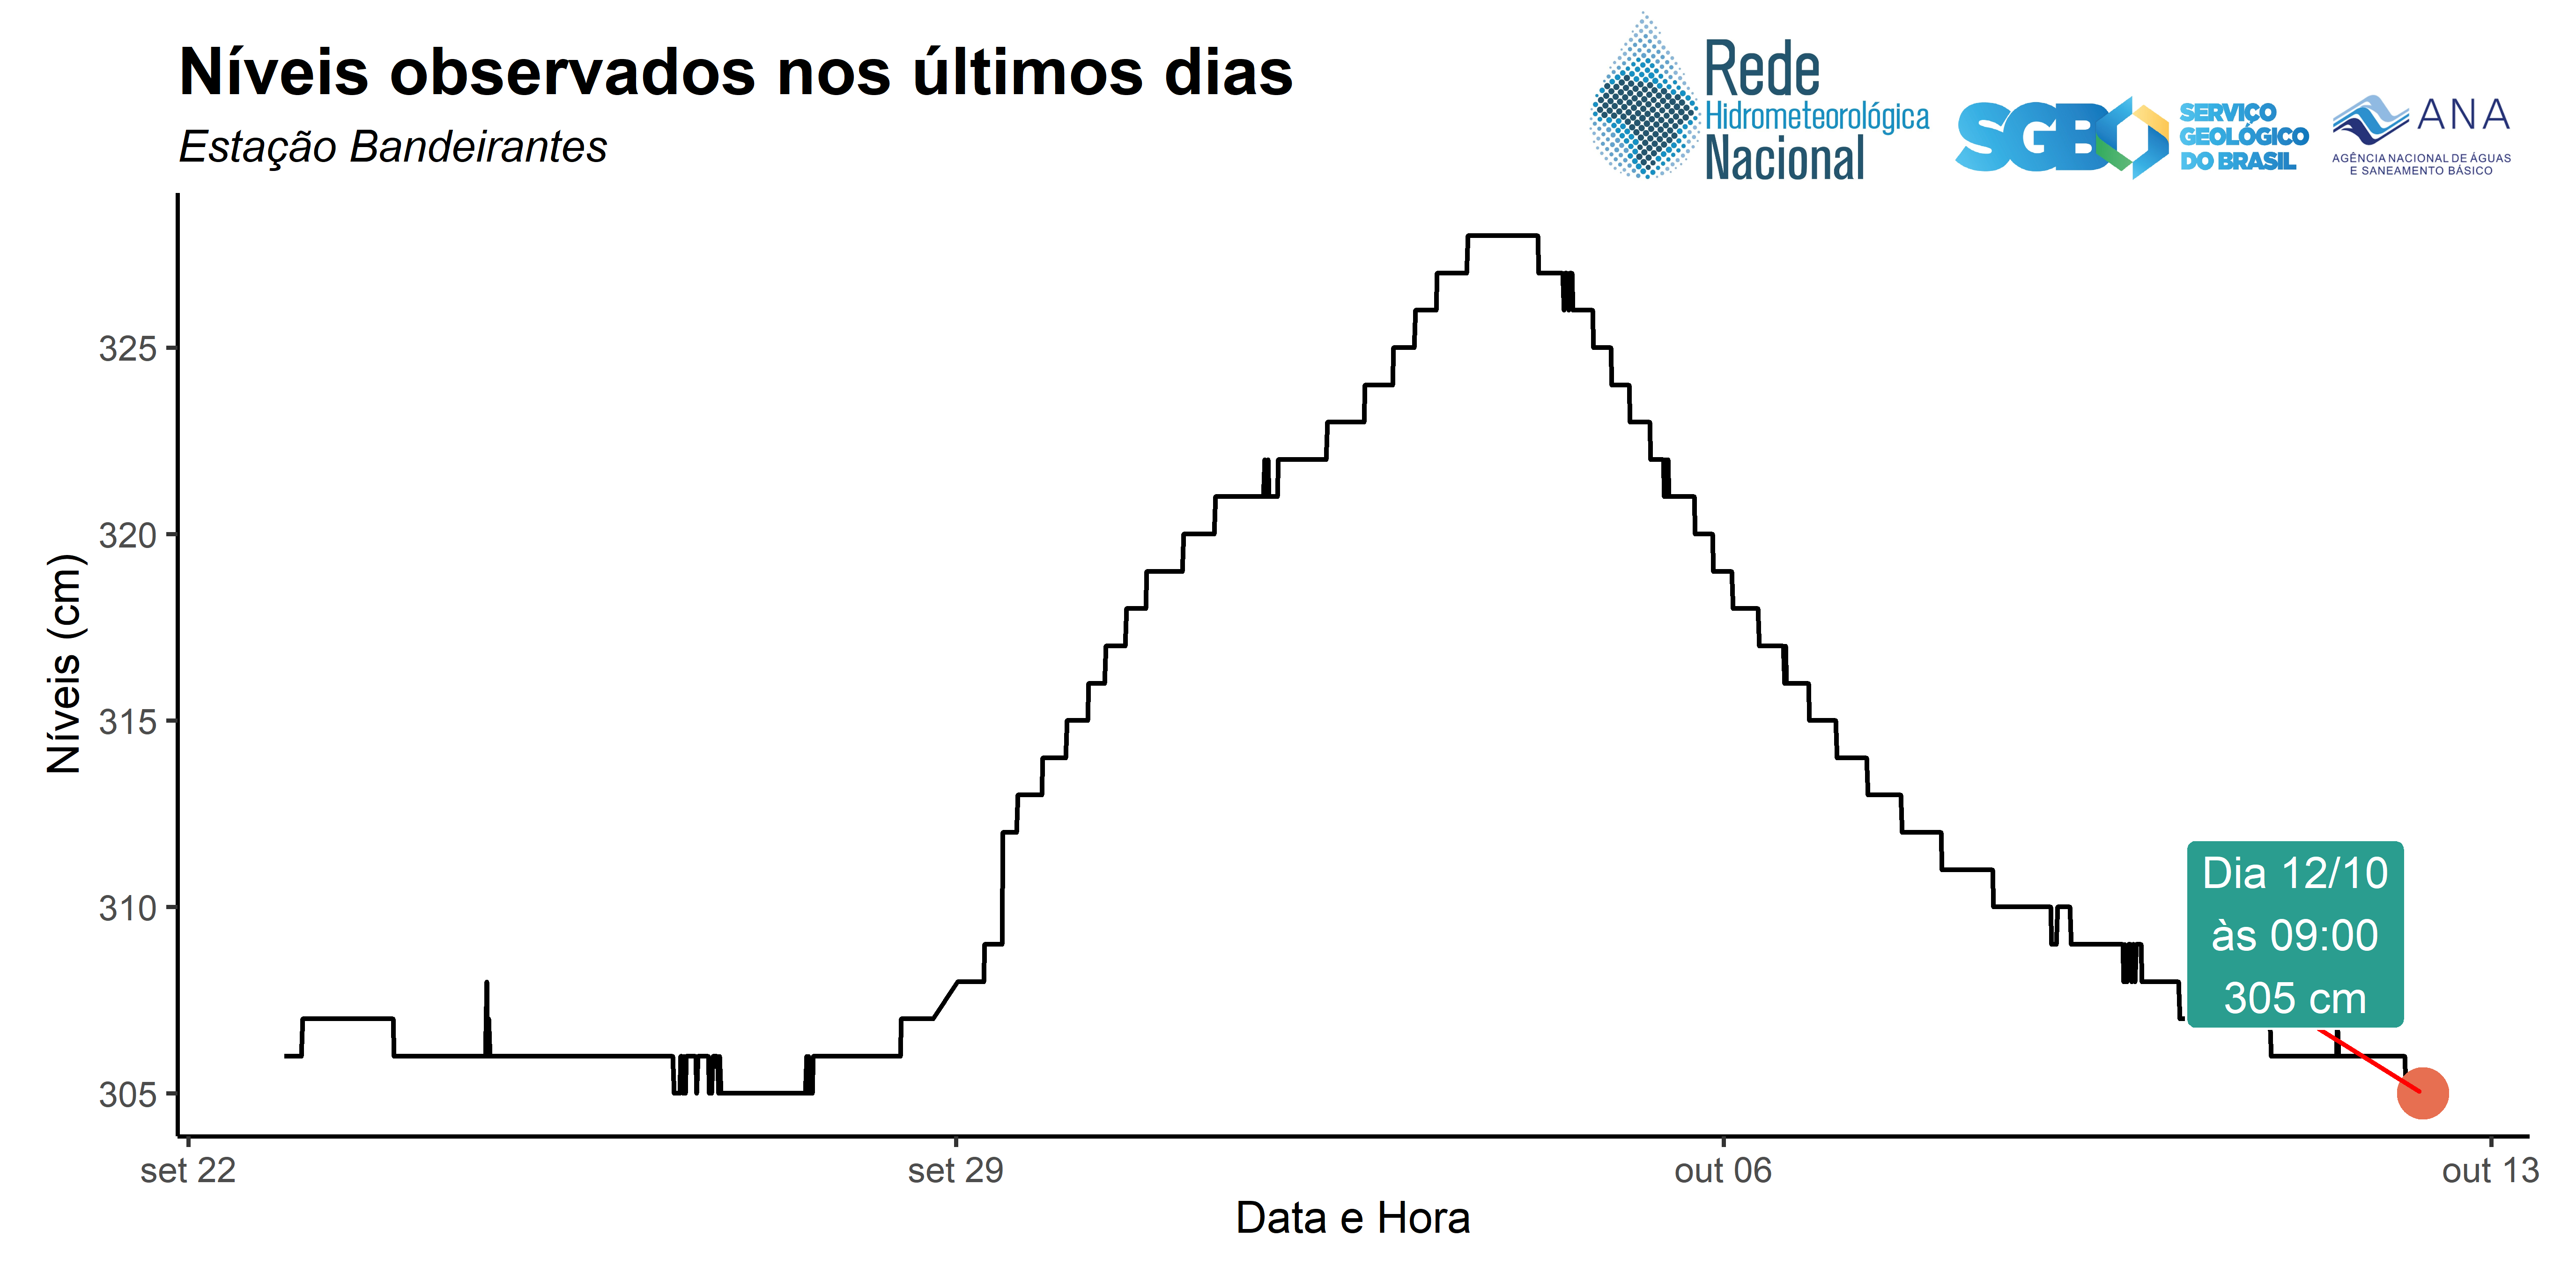 Níveis observados nos últimos dias
Estação Bandeirantes
Rede
Hidrometeorológica
Nacional
SGB
SERVIÇO
GEOLÓGICO
DO BRASIL
ANA
AGÊNCIA NACIONAL DE ÁGUAS
E SANEAMENTO BÁSICO
Níveis (cm)
325
320
315
310
305
Dia 12/10
às 09:00
305 cm
set 22
set 29
out 06
out 13
Data e Hora